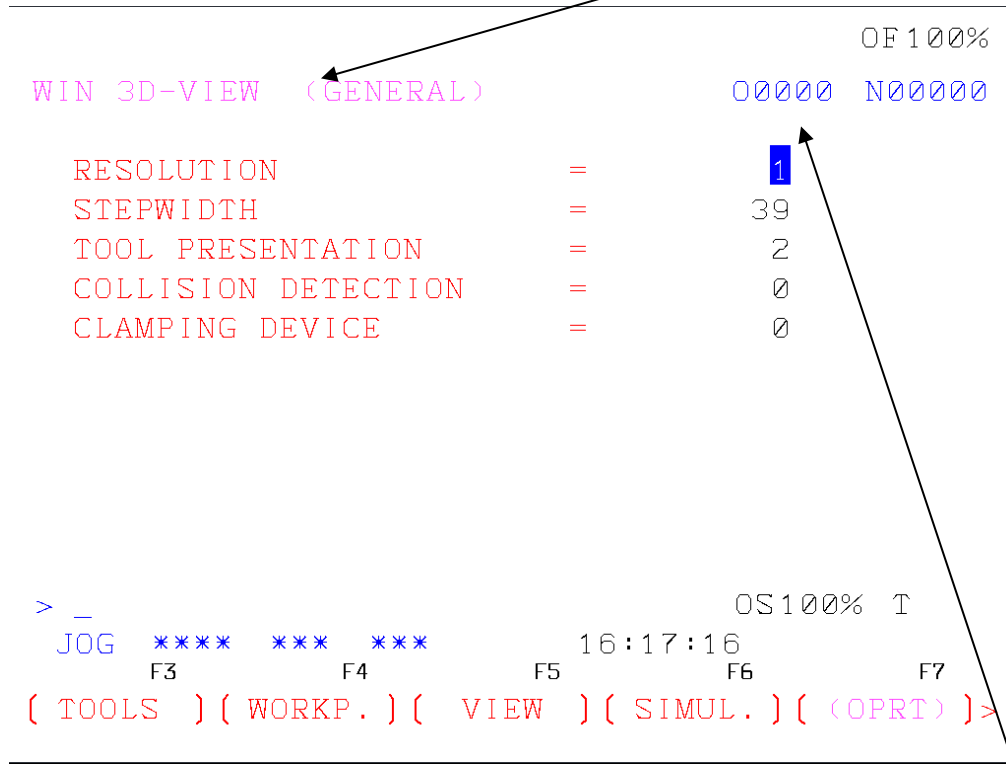 OF100%
WIN 3D-VIEW (GENERAL) O0000 N00000
RESOLUTION = 1
STEPWIDTH = 39
TOOL PRESENTATION = 2
COLLISION DETECTION = 0
CLAMPING DEVICE = 0
> _ OS100% T
JOG **** *** *** 16:17:16
F3 F4 F5 F6 F7
[ TOOLS ] [ WORKP. ] [ VIEW ] [ SIMUL. ] [ (OPRT) ]>